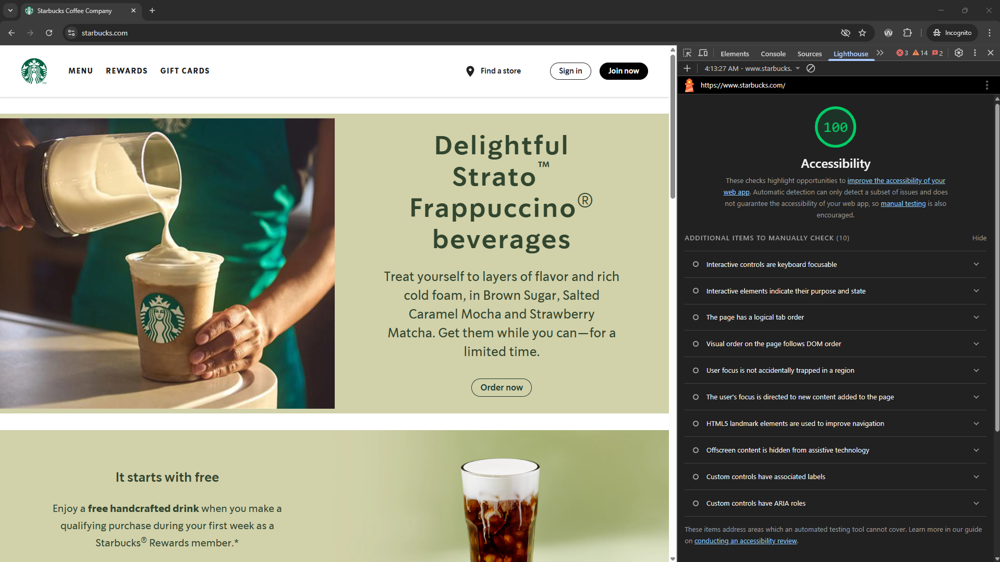 Starbucks Coffee Company
starbucks.com
Incognito
MENU REWARDS GIFT CARDS
Find a store
Sign in
Join now
Delightful
Strato™
Frappuccino®
beverages
Treat yourself to layers of flavor and rich
cold foam, in Brown Sugar, Salted
Caramel Mocha and Strawberry
Matcha. Get them while you can—for a
limited time.
Order now
It starts with free
Enjoy a free handcrafted drink when you make a
qualifying purchase during your first week as a
Starbucks® Rewards member.*
Elements Console Sources Lighthouse 3 14 2
4:13:27 AM - www.starbucks.
https://www.starbucks.com/
100
Accessibility
These checks highlight opportunities to improve the accessibility of your
web app. Automatic detection can only detect a subset of issues and does
not guarantee the accessibility of your web app, so manual testing is also
encouraged.
ADDITIONAL ITEMS TO MANUALLY CHECK (10) Hide
Interactive controls are keyboard focusable
Interactive elements indicate their purpose and state
The page has a logical tab order
Visual order on the page follows DOM order
User focus is not accidentally trapped in a region
The user's focus is directed to new content added to the page
HTML5 landmark elements are used to improve navigation
Offscreen content is hidden from assistive technology
Custom controls have associated labels
Custom controls have ARIA roles
These items address areas which an automated testing tool cannot cover. Learn more in our guide
on conducting an accessibility review.